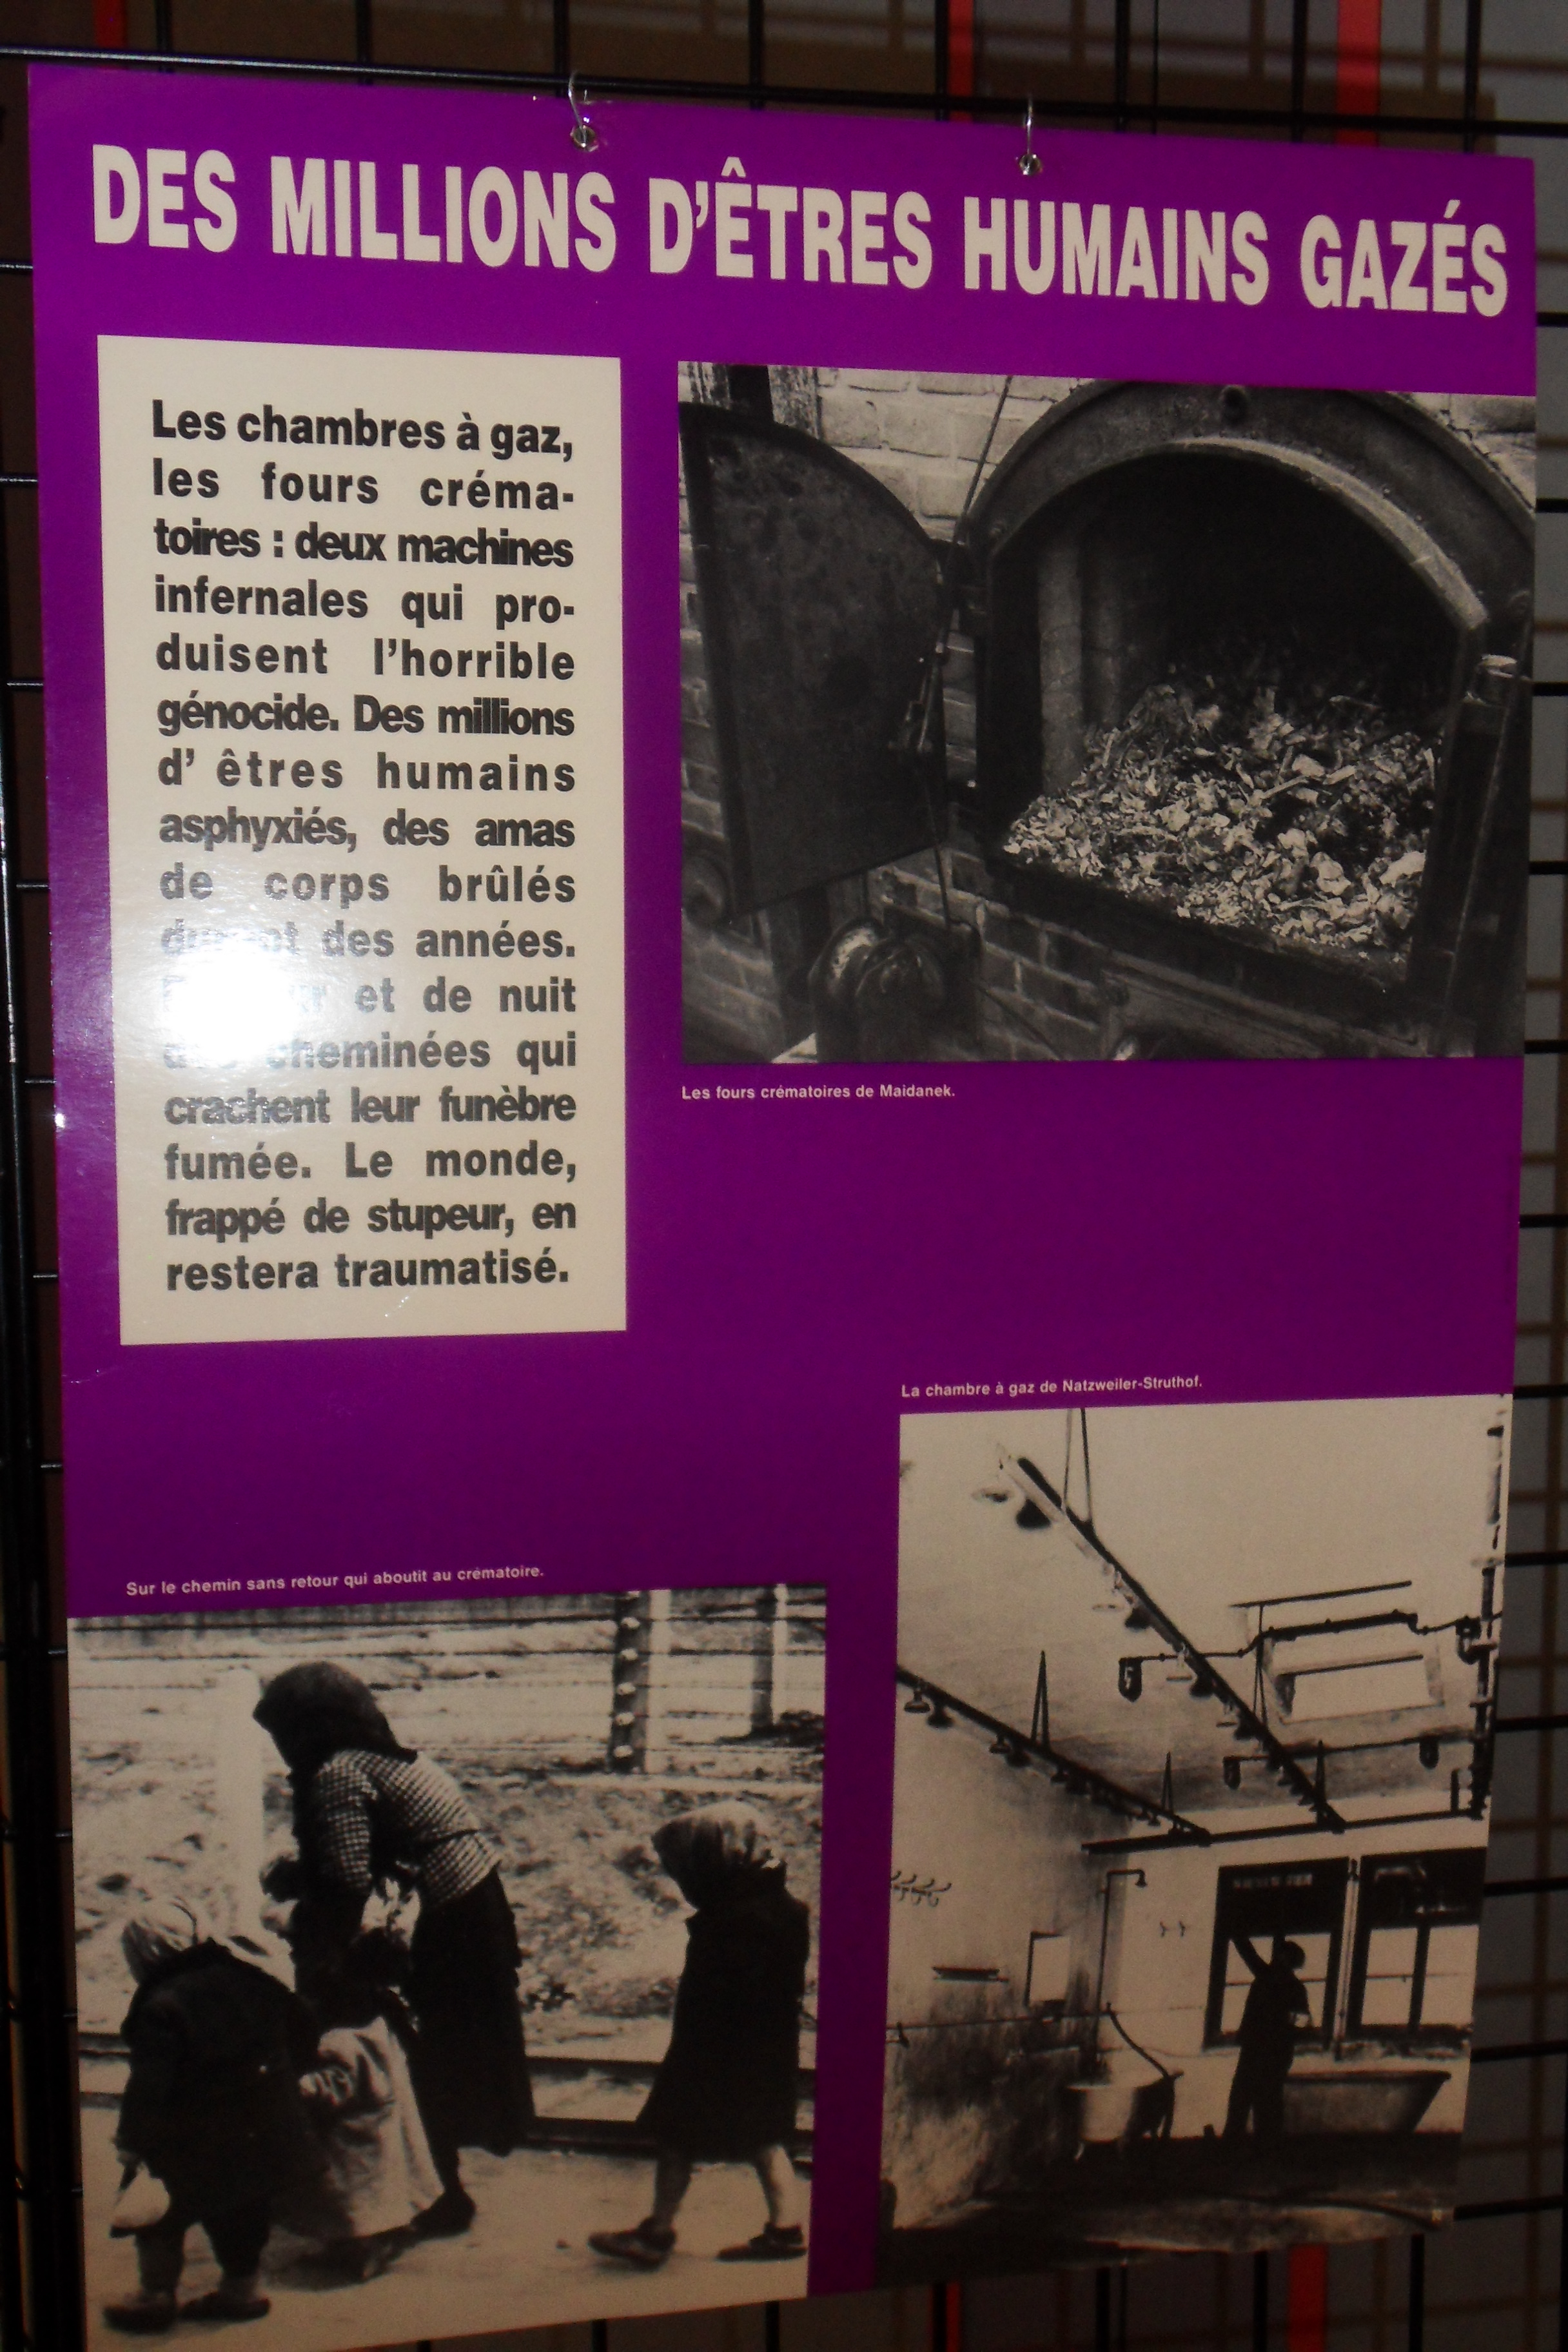 DES MILLIONS D'ÊTRES HUMAINS GAZÉS
Les chambres à gaz,
les fours créma-
toires : deux machines
infernales qui pro-
duisent l'horrible
génocide. Des millions
d' êtres humains
asphyxiés, des amas
de corps brûlés
durant des années.
et de nuit
cheminées qui
crachent leur funèbre
fumée. Le monde,
frappé de stupeur, en
restera traumatisé.
Les fours crématoires de Maidanek.
La chambre à gaz de Natzweiler-Struthof.
Sur le chemin sans retour qui aboutit au crématoire.